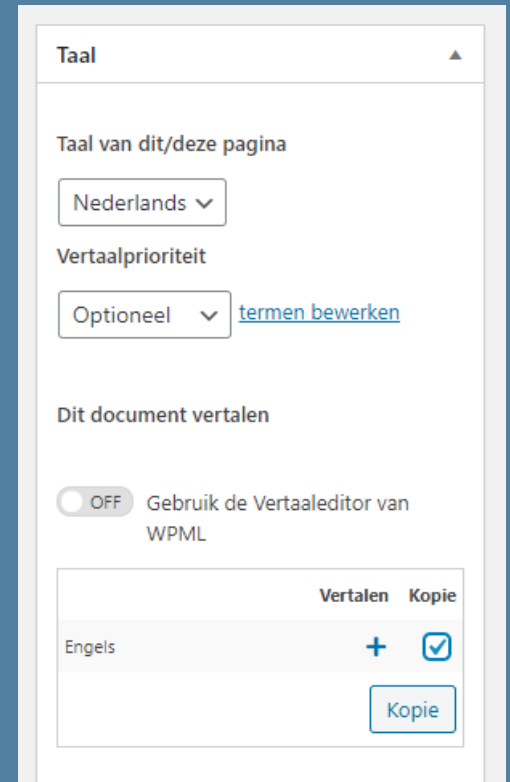 Taal
Taal van dit/deze pagina
Nederlands
Vertaalprioriteit
Optioneel termen bewerken
Dit document vertalen
OFF Gebruik de Vertaaleditor van
WPML
Vertalen Kopie
Engels
Kopie